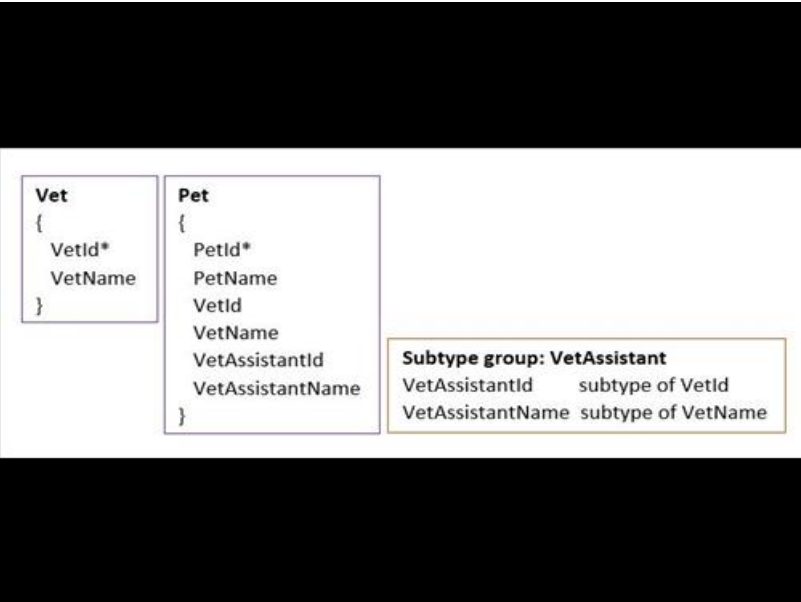 Vet
{
VetId*
VetName
}
Pet
{
PetId*
PetName
VetId
VetName
VetAssistantId
VetAssistantName
}
Subtype group: VetAssistant
VetAssistantId subtype of VetId
VetAssistantName subtype of VetName